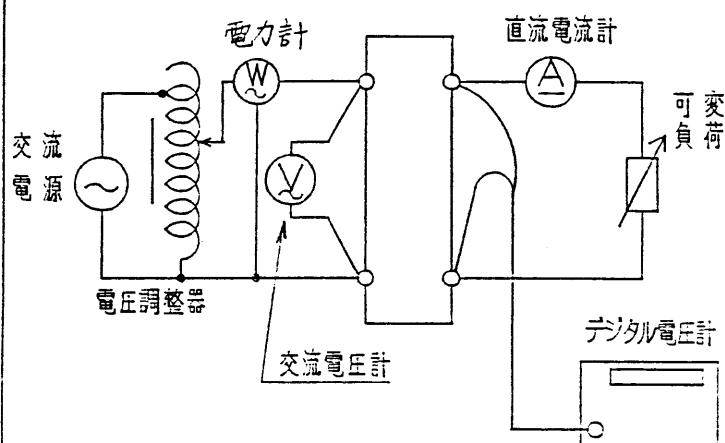 電力計
直流電流計
W
A
可変
負荷
交流
電源
V
電圧調整器
交流電圧計
デジタル電圧計